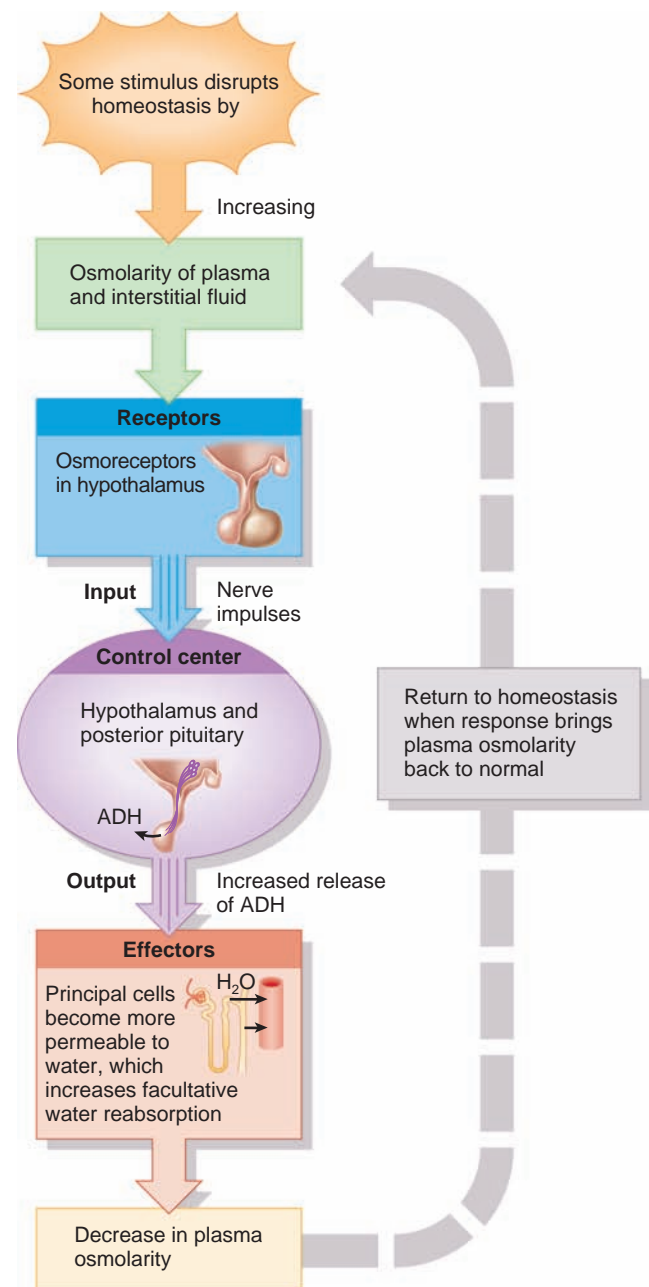 Some stimulus disrupts
homeostasis by
Increasing
Osmolarity of plasma
and interstitial fluid
Receptors
Osmoreceptors
in hypothalamus
Input
Nerve
impulses
Control center
Hypothalamus and
posterior pituitary
ADH
Output
Increased release
of ADH
Effectors
H₂O
Principal cells
become more
permeable to
water, which
increases facultative
water reabsorption
Decrease in plasma
osmolarity
Return to homeostasis
when response brings
plasma osmolarity
back to normal